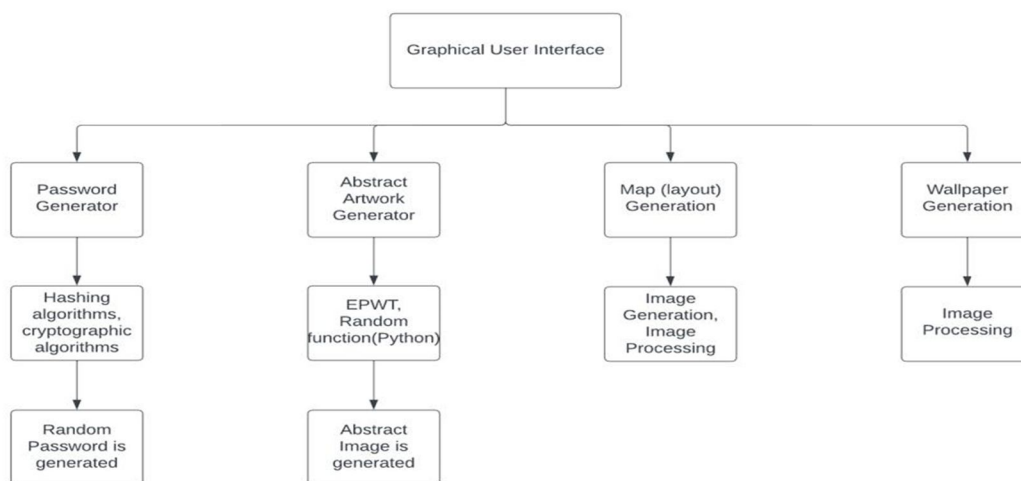 Graphical User Interface
Password
Generator
Abstract
Artwork
Generator
Map (layout)
Generation
Wallpaper
Generation
Hashing
algorithms,
cryptographic
algorithms
EPWT,
Random
function(Python)
Image
Generation,
Image
Processing
Image
Processing
Random
Password is
generated
Abstract
Image is
generated